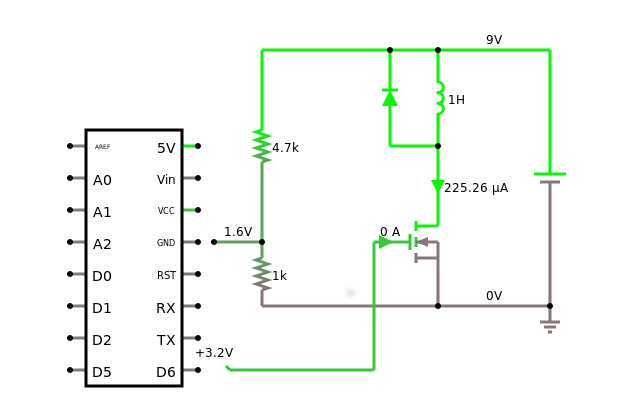 9V
1H
4.7k
AREF 5V
A0 Vin
225.26 µA
A1 VCC
1.6V
0 A
A2 GND
D0 RST
1k
0V
D1 RX
D2 TX
+3.2V
D5 D6